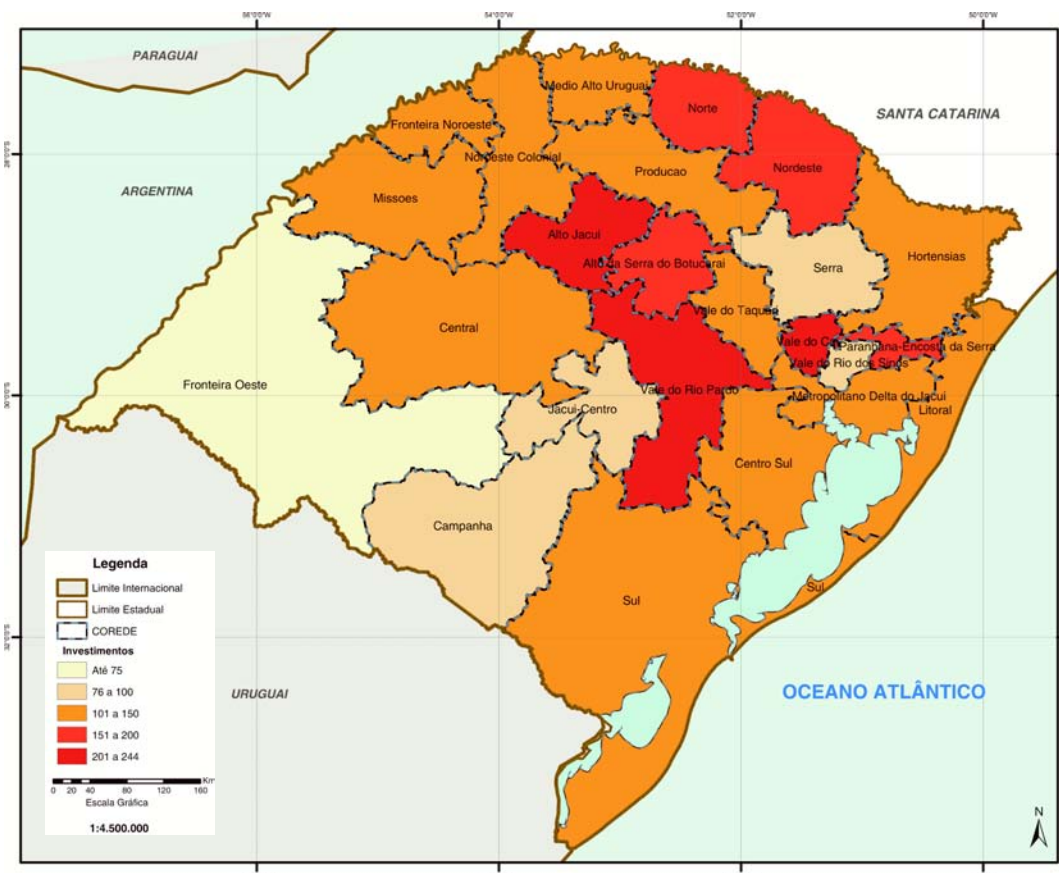 56°0'0"S
54°0'0"S
52°0'0"S
50°0'0"S
PARAGUAI
SANTA CATARINA
ARGENTINA
Medio Alto Uruguai
Norte
Fronteira Noroeste
Noroeste Colonial
Producao
Nordeste
Missoes
Alto Jacui
Alto da Serra do Botucarai
Serra
Hortensias
Central
Vale do Taquari
Paranhana-Encosta da Serra
Vale do Rio dos Sinos
Fronteira Oeste
Vale do Rio Pardo
Metropolitano Delta do Jacui
Jacui-Centro
Litoral
Centro Sul
Campanha
Sul
Sul
URUGUAI
OCEANO ATLÂNTICO
32°0'0"S
Legenda
Limite Internacional
Limite Estadual
COREDE
Investimentos
Até 75
76 a 100
101 a 150
151 a 200
201 a 244
Km
0 20 40 80 120 160
Escala Gráfica
1:4.500.000
N